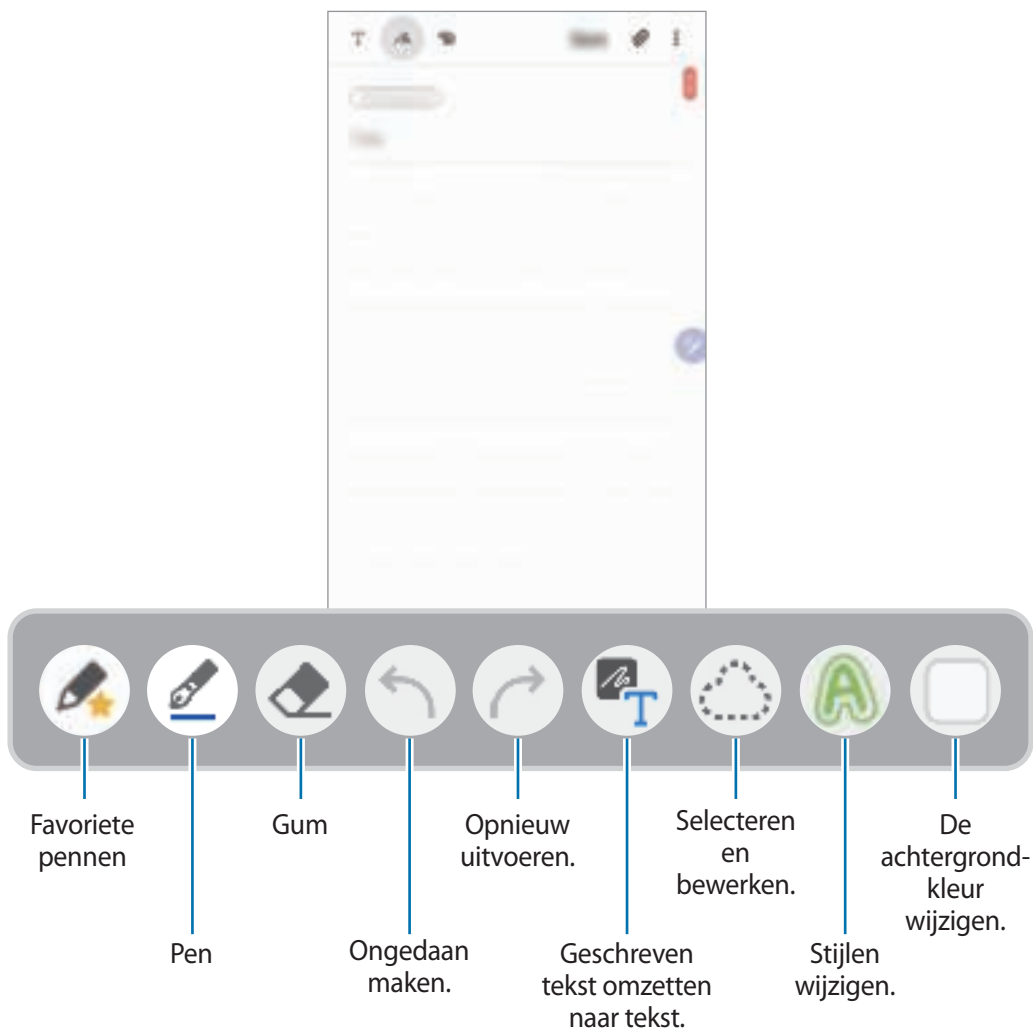 Favoriete
pennen
Gum
Opnieuw
uitvoeren.
Selecteren
en
bewerken.
De
achtergrond-
kleur
wijzigen.
Pen
Ongedaan
maken.
Geschreven
tekst omzetten
naar tekst.
Stijlen
wijzigen.